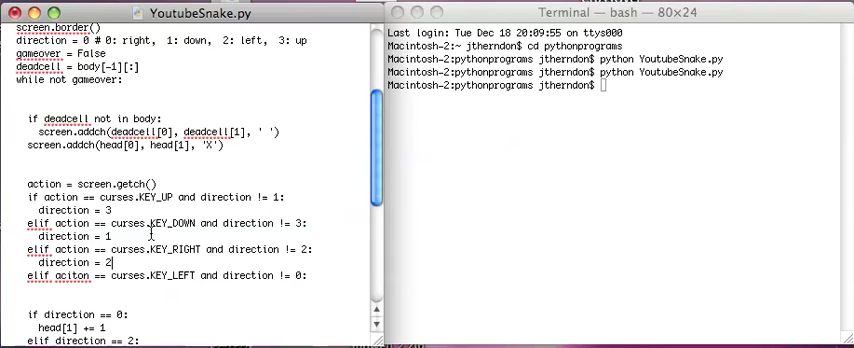 YoutubeSnake.py
screen.border()
direction = 0 # 0: right, 1: down, 2: left, 3: up
gameover = False
deadcell = body[-1][:]
while not gameover:
if deadcell not in body:
screen.addch(deadcell[0], deadcell[1], ' ')
screen.addch(head[0], head[1], 'X')
action = screen.getch()
if action == curses.KEY_UP and direction != 1:
direction = 3
elif action == curses.KEY_DOWN and direction != 3:
direction = 1
elif action == curses.KEY_RIGHT and direction != 2:
direction = 2
elif aciton == curses.KEY_LEFT and direction != 0:
if direction == 0:
head[1] += 1
elif direction == 2:
Terminal — bash — 80×24
Last login: Tue Dec 18 20:09:55 on ttys000
Macintosh-2:~ jtherndon$ cd pythonprograms
Macintosh-2:pythonprograms jtherndon$ python YoutubeSnake.py
Macintosh-2:pythonprograms jtherndon$ python YoutubeSnake.py
Macintosh-2:pythonprograms jtherndon$